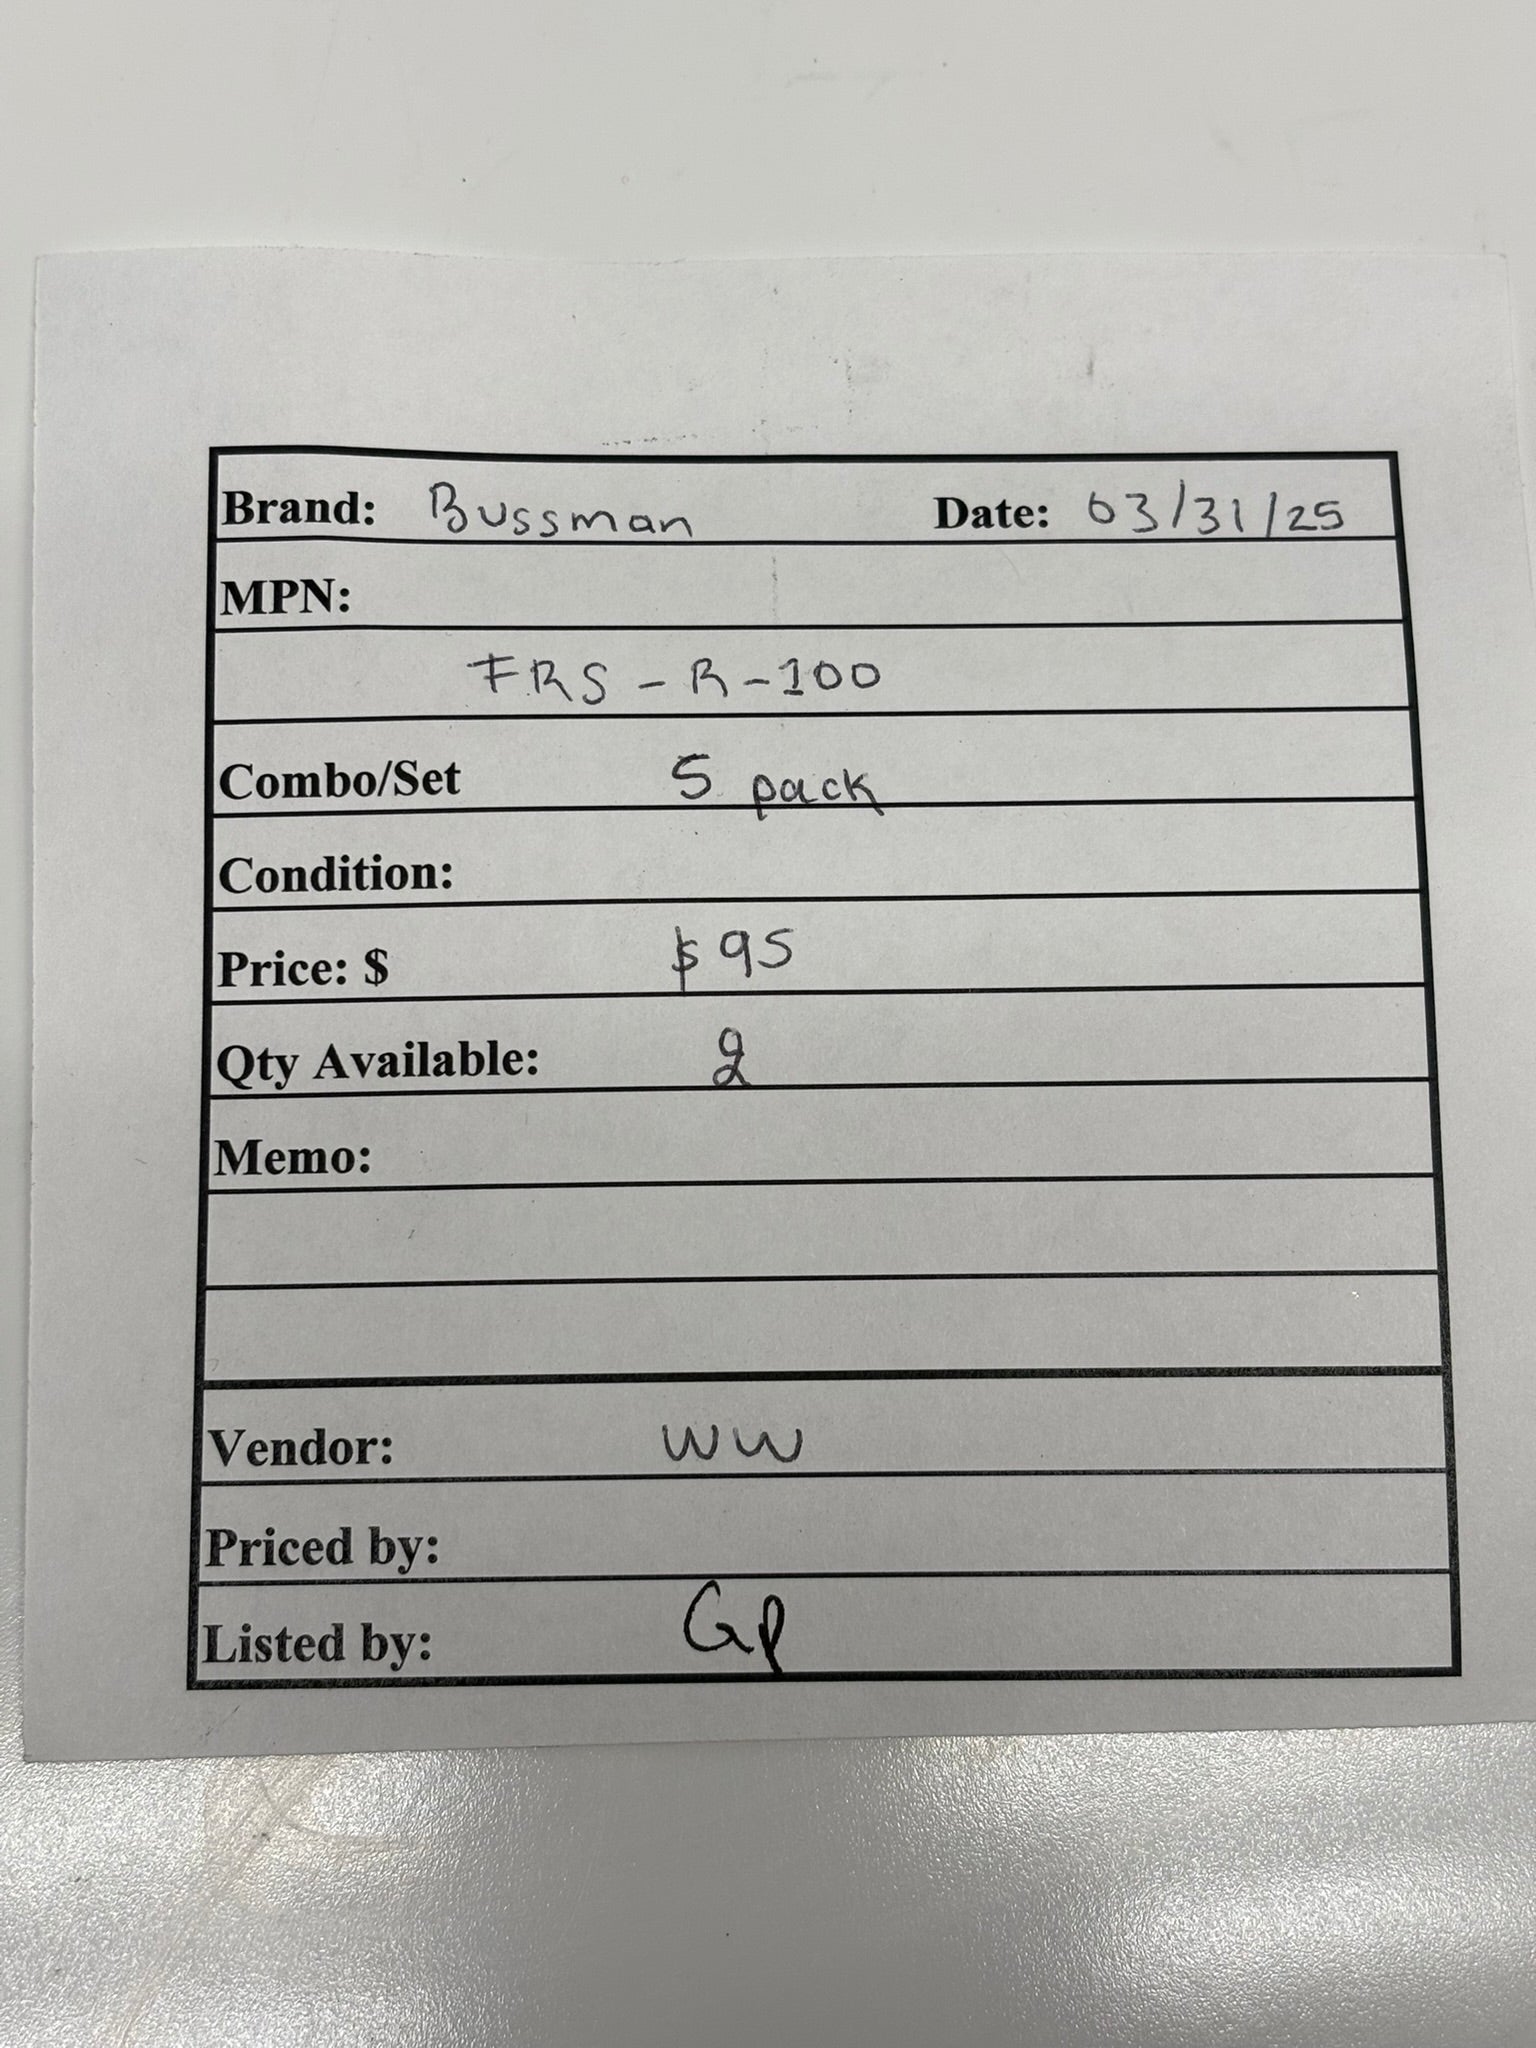 Brand: Bussman Date: 03/31/25
MPN:
FRS-R-100
Combo/Set 5 pack
Condition:
Price: $ $95
Qty Available: 2
Memo:
Vendor: WW
Priced by:
Listed by: GP